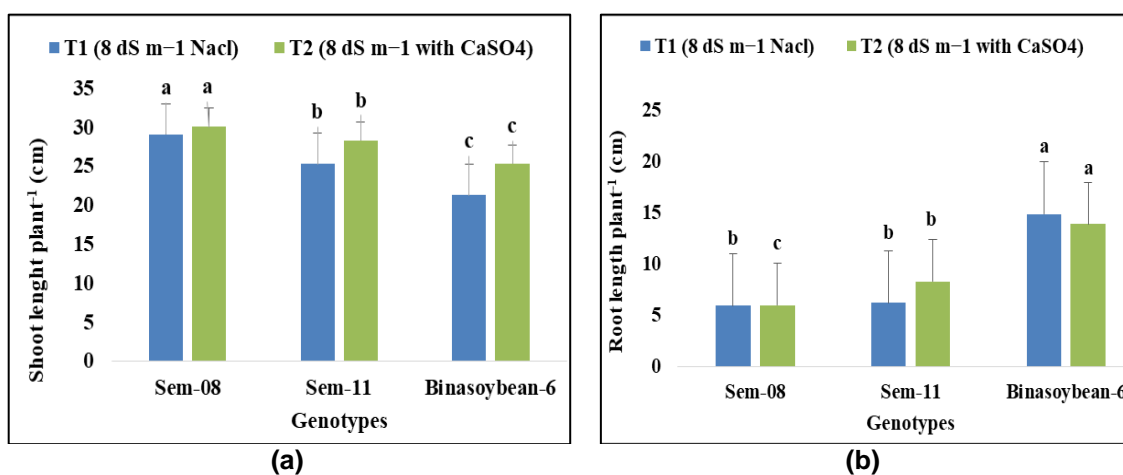 T1 (8 dS m−1 Nacl) T2 (8 dS m−1 with CaSO4)
Shoot lenght plant⁻¹ (cm)
35
30
25
20
15
10
5
0
a a b b c c
Sem-08 Sem-11 Binasoybean-6
Genotypes
(a)
T1 (8 dS m−1 Nacl) T2 (8 dS m−1 with CaSO4)
Root length plant⁻¹ (cm)
25
20
15
10
5
0
b c b b a a
Sem-08 Sem-11 Binasoybean-6
Genotypes
(b)